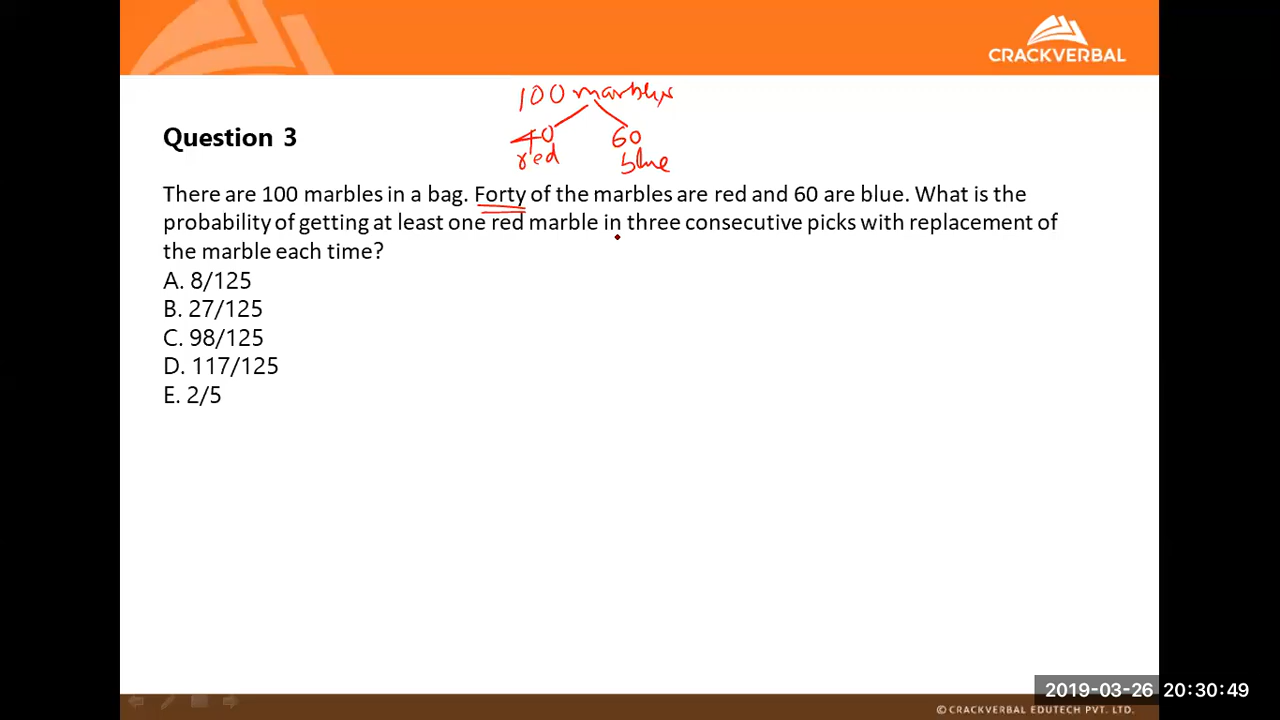 CRACKVERBAL
100 marbles
40 60
red blue
Question 3
There are 100 marbles in a bag. Forty of the marbles are red and 60 are blue. What is the
probability of getting at least one red marble in three consecutive picks with replacement of
the marble each time?
A. 8/125
B. 27/125
C. 98/125
D. 117/125
E. 2/5
2019-03-26 20:30:49
© CRACKVERBAL EDUTECH PVT. LTD.